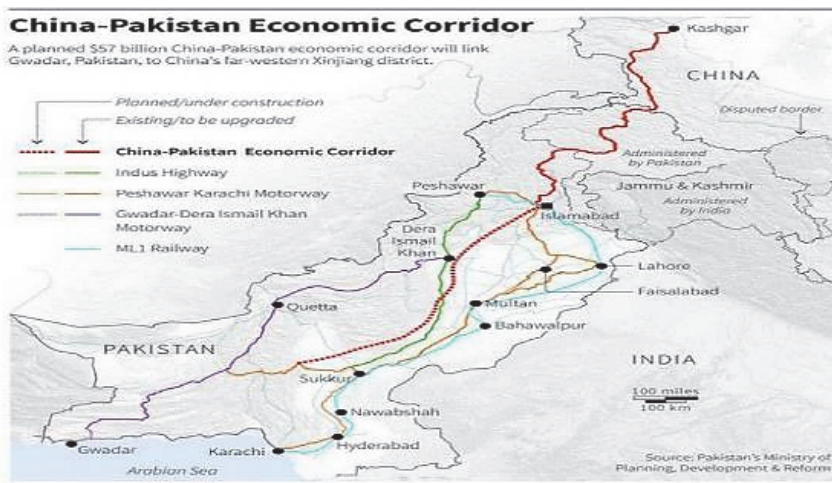 China-Pakistan Economic Corridor
A planned $57 billion China-Pakistan economic corridor will link
Gwadar, Pakistan, to China's far-western Xinjiang district.
Planned/under construction
Existing/to be upgraded
China-Pakistan Economic Corridor
Indus Highway
Peshawar Karachi Motorway
Gwadar-Dera Ismail Khan
Motorway
ML1 Railway
Kashgar
CHINA
Disputed border
Administered
by Pakistan
Jammu & Kashmir
Administered
by India
Peshawar
Islamabad
Dera
Ismail
Khan
Lahore
Faisalabad
Multan
Bahawalpur
Quetta
PAKISTAN
INDIA
Sukkur
100 miles
100 km
Nawabshah
Hyderabad
Karachi
Gwadar
Arabian Sea
Source: Pakistan's Ministry of
Planning, Development & Reform